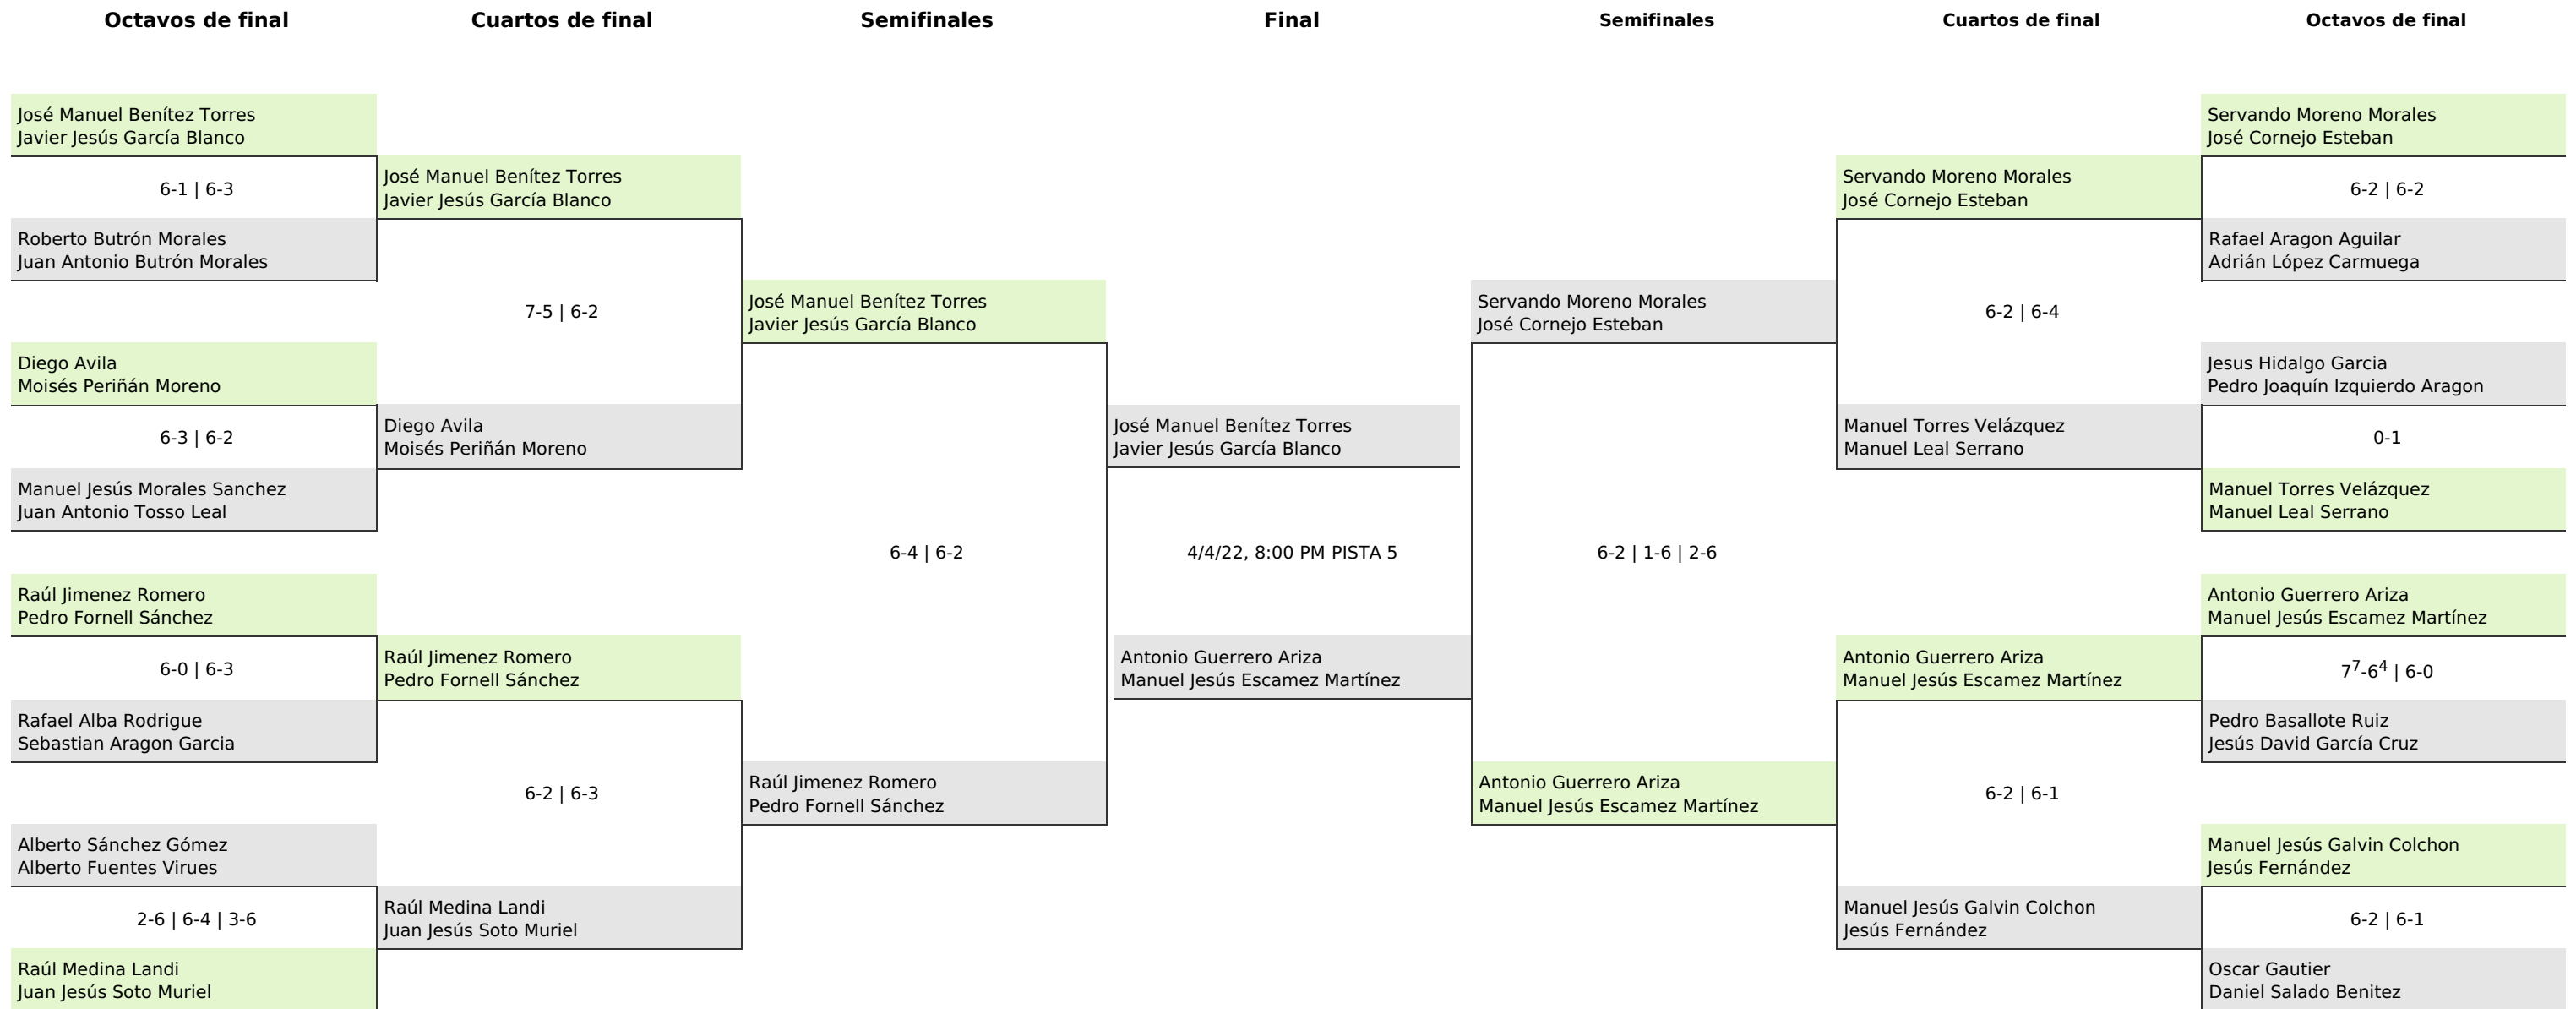 Octavos de final
Cuartos de final
Semifinales
Final
Semifinales
Cuartos de final
Octavos de final
José Manuel Benítez Torres
Javier Jesús García Blanco
6-1 | 6-3
Roberto Butrón Morales
Juan Antonio Butrón Morales
Diego Avila
Moisés Periñán Moreno
6-3 | 6-2
Manuel Jesús Morales Sanchez
Juan Antonio Tosso Leal
Raúl Jimenez Romero
Pedro Fornell Sánchez
6-0 | 6-3
Rafael Alba Rodrigue
Sebastian Aragon Garcia
Alberto Sánchez Gómez
Alberto Fuentes Virues
2-6 | 6-4 | 3-6
Raúl Medina Landi
Juan Jesús Soto Muriel
José Manuel Benítez Torres
Javier Jesús García Blanco
7-5 | 6-2
Diego Avila
Moisés Periñán Moreno
Raúl Jimenez Romero
Pedro Fornell Sánchez
6-2 | 6-3
Raúl Medina Landi
Juan Jesús Soto Muriel
José Manuel Benítez Torres
Javier Jesús García Blanco
6-4 | 6-2
Raúl Jimenez Romero
Pedro Fornell Sánchez
José Manuel Benítez Torres
Javier Jesús García Blanco
4/4/22, 8:00 PM PISTA 5
Antonio Guerrero Ariza
Manuel Jesús Escamez Martínez
Servando Moreno Morales
José Cornejo Esteban
6-2 | 1-6 | 2-6
Antonio Guerrero Ariza
Manuel Jesús Escamez Martínez
Servando Moreno Morales
José Cornejo Esteban
6-2 | 6-4
Manuel Torres Velázquez
Manuel Leal Serrano
Antonio Guerrero Ariza
Manuel Jesús Escamez Martínez
6-2 | 6-1
Manuel Jesús Galvin Colchon
Jesús Fernández
Servando Moreno Morales
José Cornejo Esteban
6-2 | 6-2
Rafael Aragon Aguilar
Adrián López Carmuega
Jesus Hidalgo Garcia
Pedro Joaquín Izquierdo Aragon
0-1
Manuel Torres Velázquez
Manuel Leal Serrano
Antonio Guerrero Ariza
Manuel Jesús Escamez Martínez
7⁷-6⁴ | 6-0
Pedro Basallote Ruiz
Jesús David García Cruz
Manuel Jesús Galvin Colchon
Jesús Fernández
6-2 | 6-1
Oscar Gautier
Daniel Salado Benitez